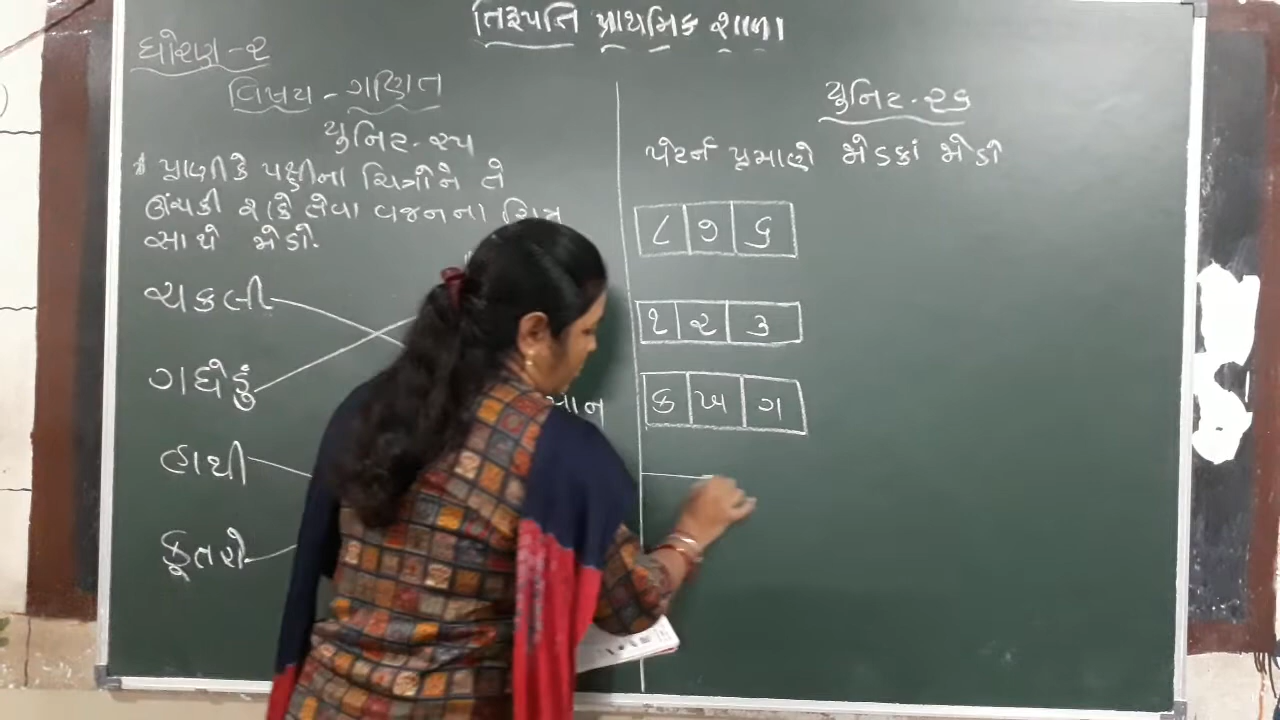 તિરૂપતિ પ્રાથમિક શાળા
ધોરણ-૨
વિષય - ગણિત
યુનિટ-૨૫
પ્રાણી કે પક્ષીના ચિત્રોને તે
ઊંચકી શકે તેવા વજનના ચિત્ર
સાથે જોડો.
ચકલી
ગધેડું
હાથી
કૂતરો
યુનિટ-૨૬
પેટર્ન પ્રમાણે જોડકાં જોડો
૮ ૭ ૬
૧ ૨ ૩
ક ખ ગ